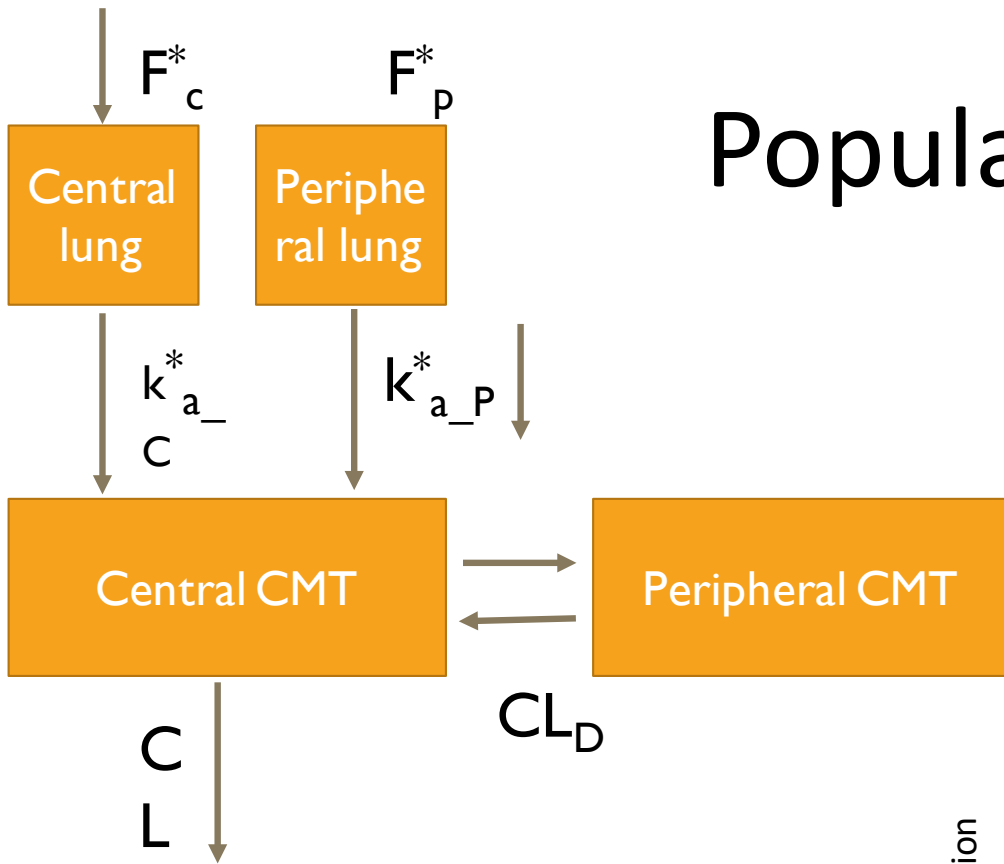 F*c
F*p
Popula
Central
lung
Periphe
ral lung
k*a_
C
k*a_P
Central CMT
Peripheral CMT
CLD
C
L
ion